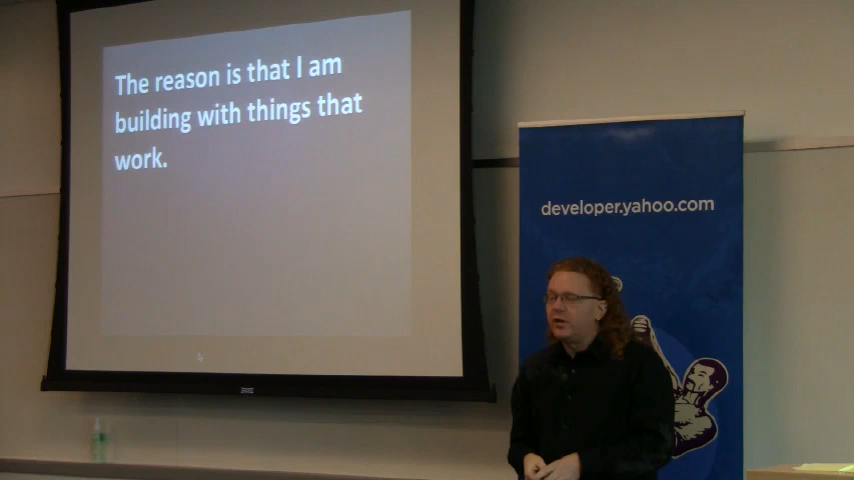 The reason is that I am
building with things that
work.
developer.yahoo.com